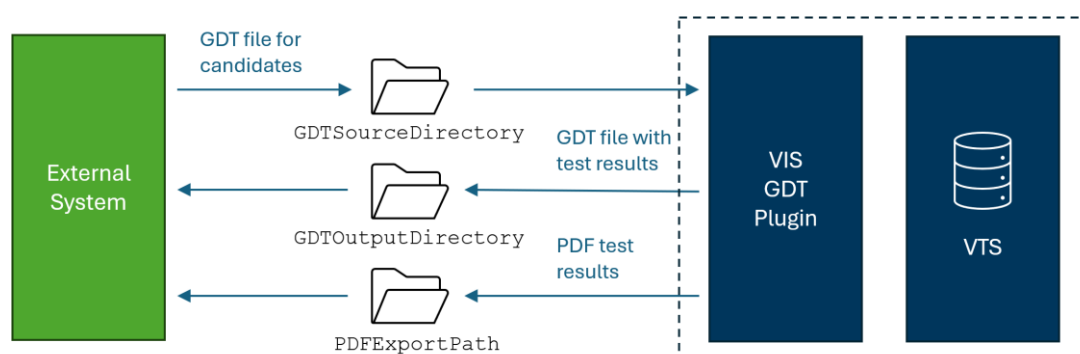 GDT file for
candidates
GDTSourceDirectory
External
System
GDT file with
test results
GDTOutputDirectory
PDF test
results
PDFExportPath
VIS
GDT
Plugin
VTS